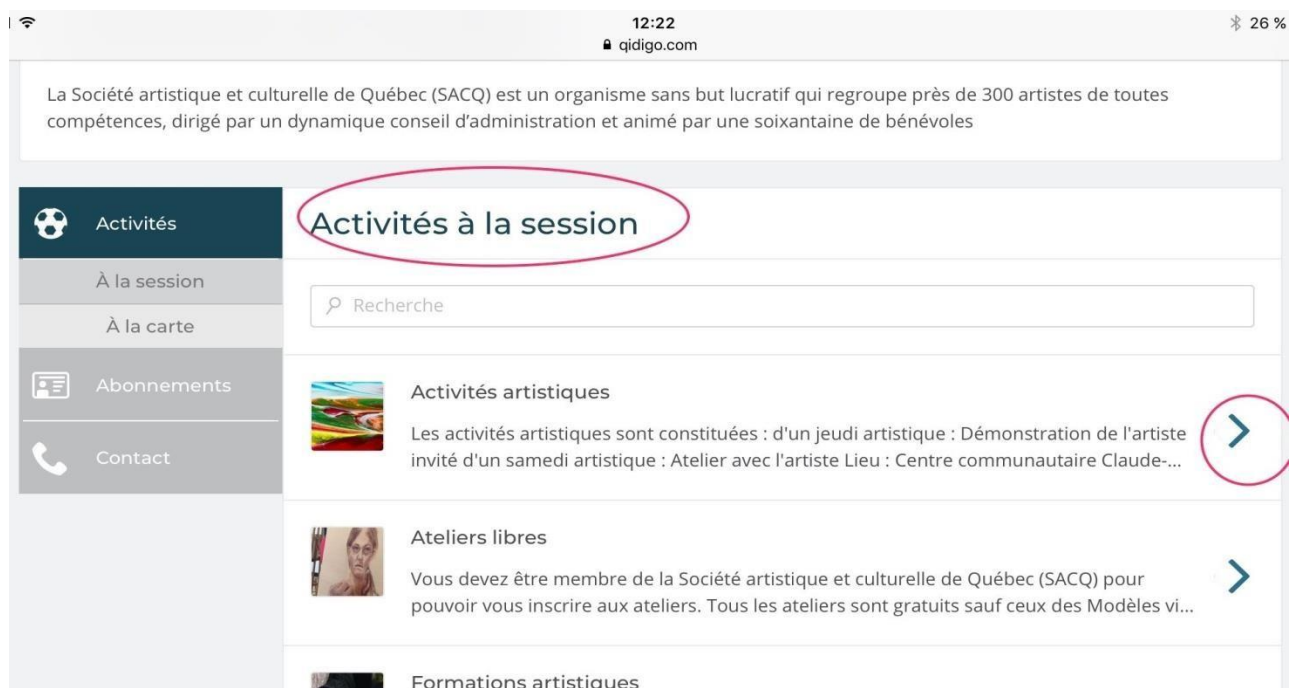 12:22
26 %
qidigo.com
La Société artistique et culturelle de Québec (SACQ) est un organisme sans but lucratif qui regroupe près de 300 artistes de toutes
compétences, dirigé par un dynamique conseil d’administration et animé par une soixantaine de bénévoles
Activités
À la session
À la carte
Abonnements
Contact
Activités à la session
Recherche
Activités artistiques
Les activités artistiques sont constituées : d'un jeudi artistique : Démonstration de l'artiste
invité d'un samedi artistique : Atelier avec l'artiste Lieu : Centre communautaire Claude-...
Ateliers libres
Vous devez être membre de la Société artistique et culturelle de Québec (SACQ) pour
pouvoir vous inscrire aux ateliers. Tous les ateliers sont gratuits sauf ceux des Modèles vi...
Formations artistiques